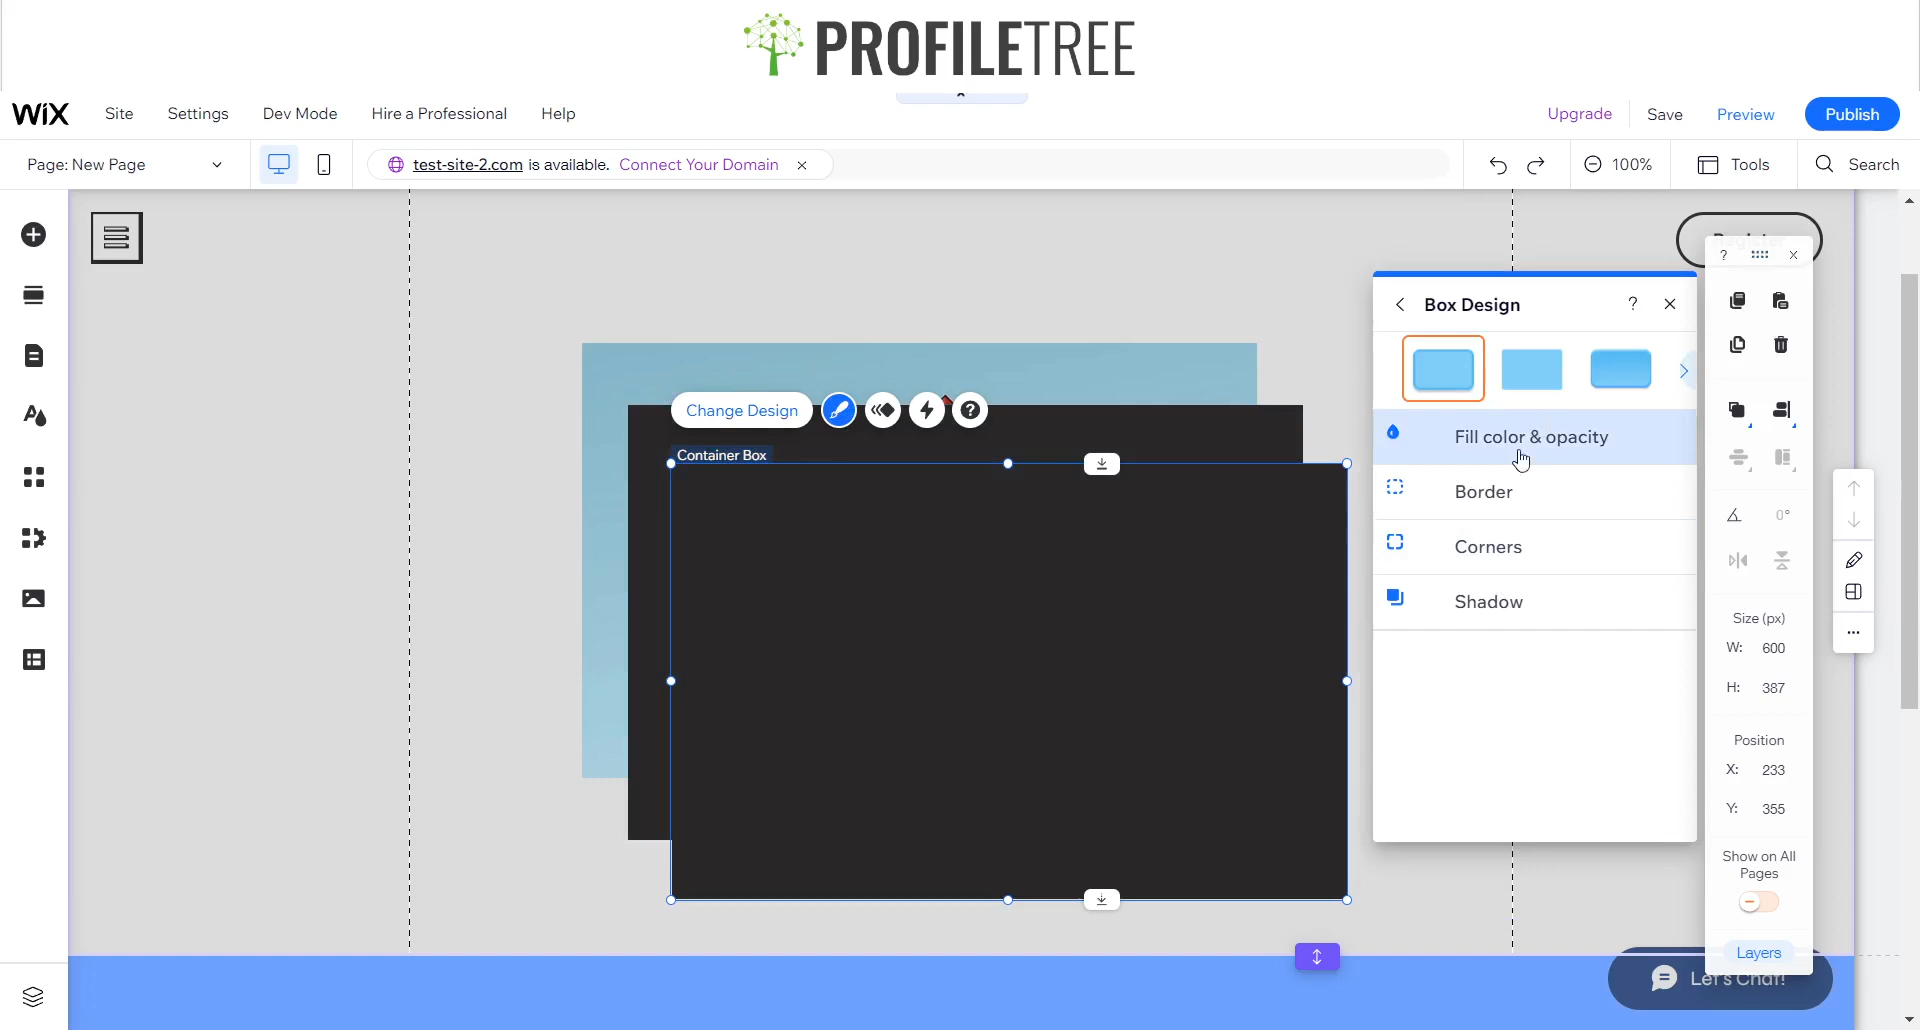 PROFILETREE
WiX
Site
Settings
Dev Mode
Hire a Professional
Help
Upgrade
Save
Preview
Publish
Page: New Page
test-site-2.com is available. Connect Your Domain
100%
Tools
Search
Register
Box Design
?
Change Design
Container Box
Fill color & opacity
Border
Corners
Shadow
?
0°
Size (px)
W: 600
H: 387
Position
X: 233
Y: 355
Show on All
Pages
Layers
Let's Chat!